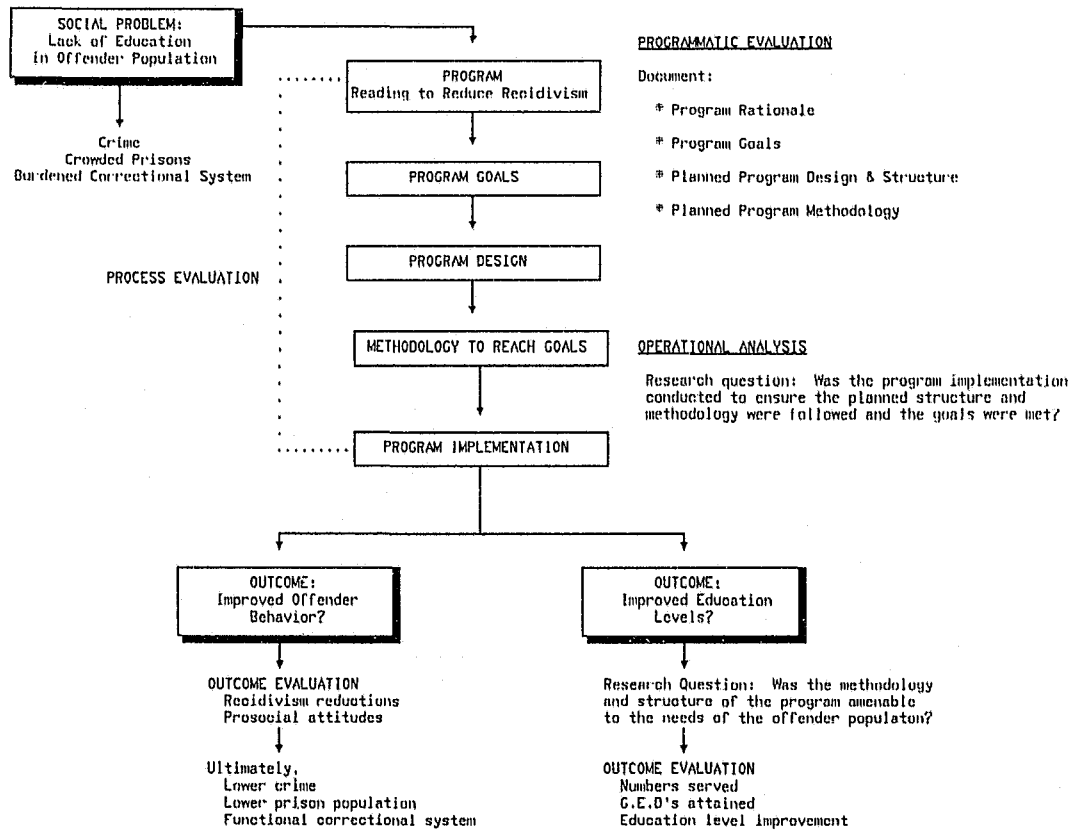 SOCIAL PROBLEM:
Lack of Education
in Offender Population
Crime
Crowded Prisons
Burdened Correctional System
PROGRAM
Reading to Reduce Recidivism
PROGRAM GOALS
PROGRAM DESIGN
METHODOLOGY TO REACH GOALS
PROGRAM IMPLEMENTATION
PROCESS EVALUATION
PROGRAMMATIC EVALUATION
Document:
* Program Rationale
* Program Goals
* Planned Program Design & Structure
* Planned Program Methodology
OPERATIONAL ANALYSIS
Research question: Was the program implementation
conducted to ensure the planned structure and
methodology were followed and the goals were met?
OUTCOME:
Improved Offender
Behavior?
OUTCOME EVALUATION
Recidivism reductions
Prosocial attitudes
Ultimately,
Lower crime
Lower prison population
Functional correctional system
OUTCOME:
Improved Education
Levels?
Research Question: Was the methodology
and structure of the program amenable
to the needs of the offender populaton?
OUTCOME EVALUATION
Numbers served
G.E.D's attained
Education level improvement